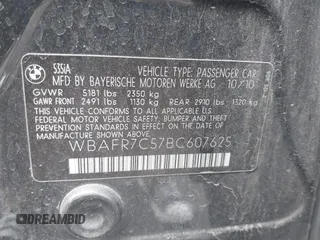 535IA VEHICLE TYPE: PASSENGER CAR
MFD BY BAYERISCHE MOTOREN WERKE AG - 10/10
GVWR 5181 lbs 2350 kg
GAWR FRONT 2491 lbs 1130 kg REAR 2910 lbs 1320 kg
THIS VEHICLE CONFORMS TO ALL APPLICABLE
FEDERAL MOTOR VEHICLE SAFETY, BUMPER
AND THEFT PREVENTION STANDARDS IN EFFECT ON THE DATE
OF MANUFACTURE SHOWN ABOVE.
WBAFR7C57BC607625
DREAMBID